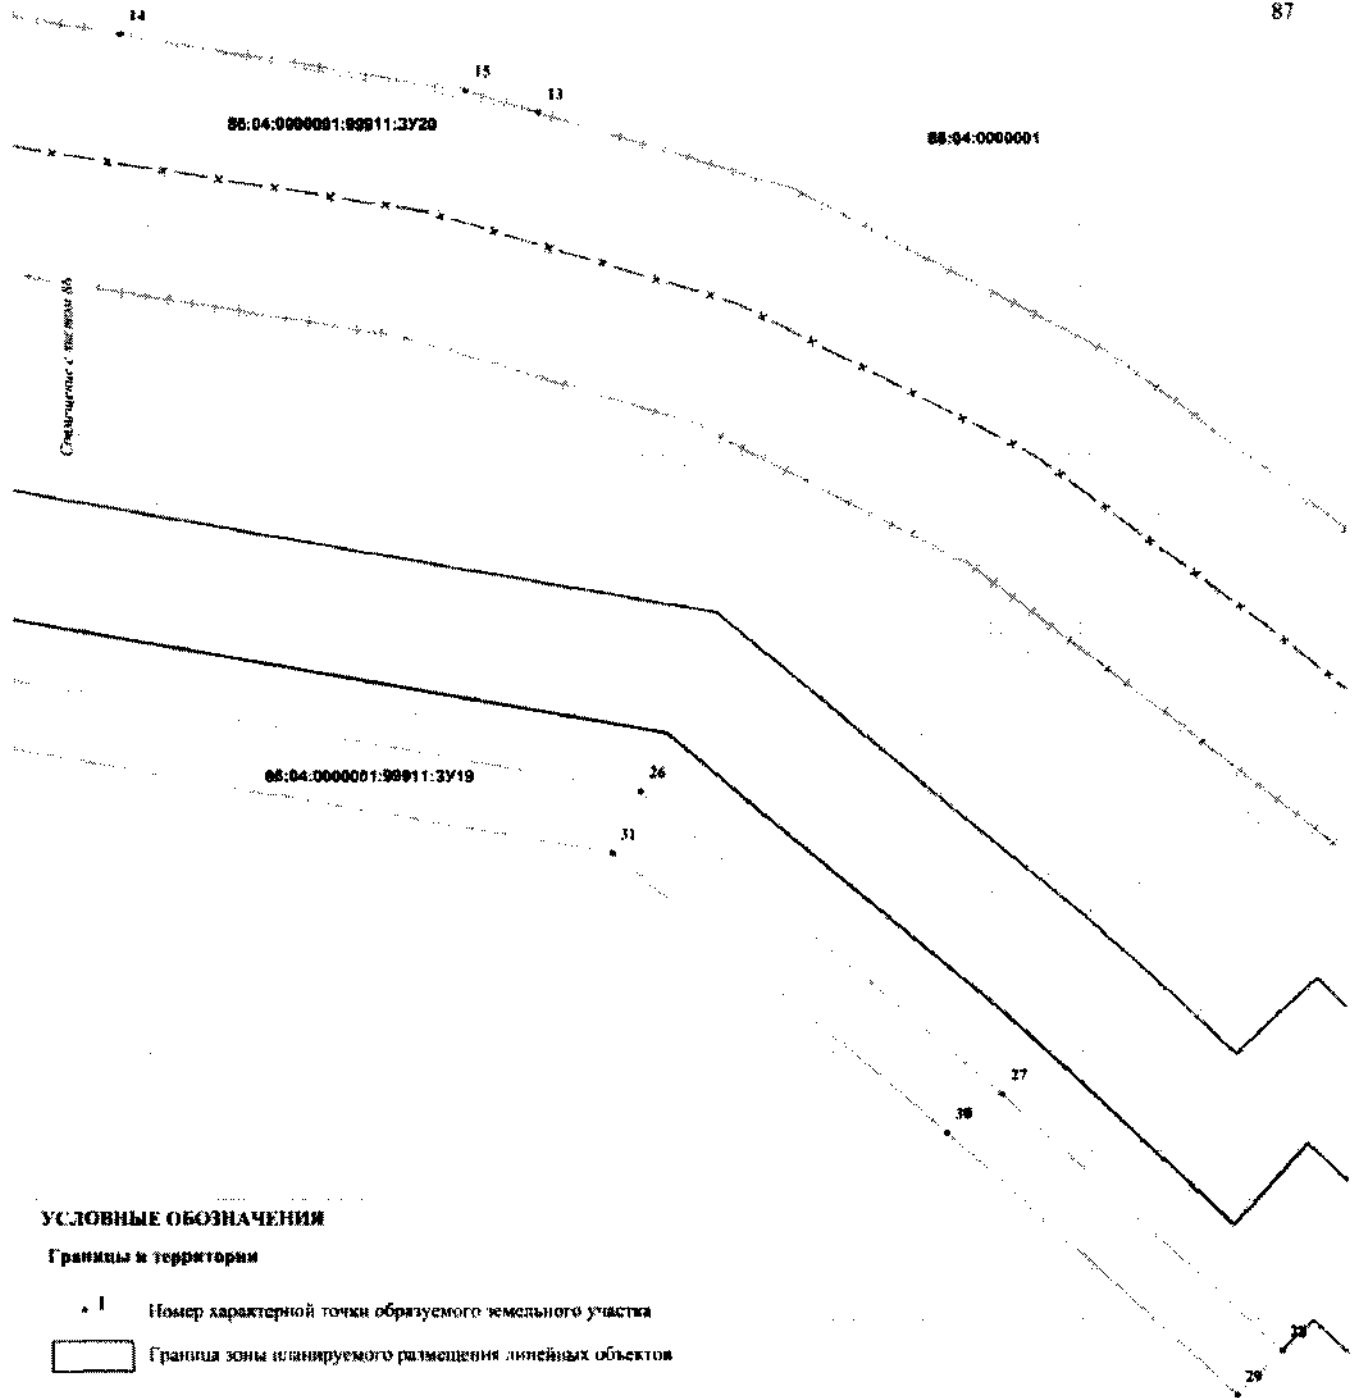 87
14
15
13
86:04:0000001:99911:ЗУ20
86:04:0000001
Совмещение с листом 86
86:04:0000001:99911:ЗУ19
26
31
27
30
УСЛОВНЫЕ ОБОЗНАЧЕНИЯ
Границы и территории
1 Номер характерной точки образуемого земельного участка
Граница зоны планируемого размещения линейных объектов
28
29